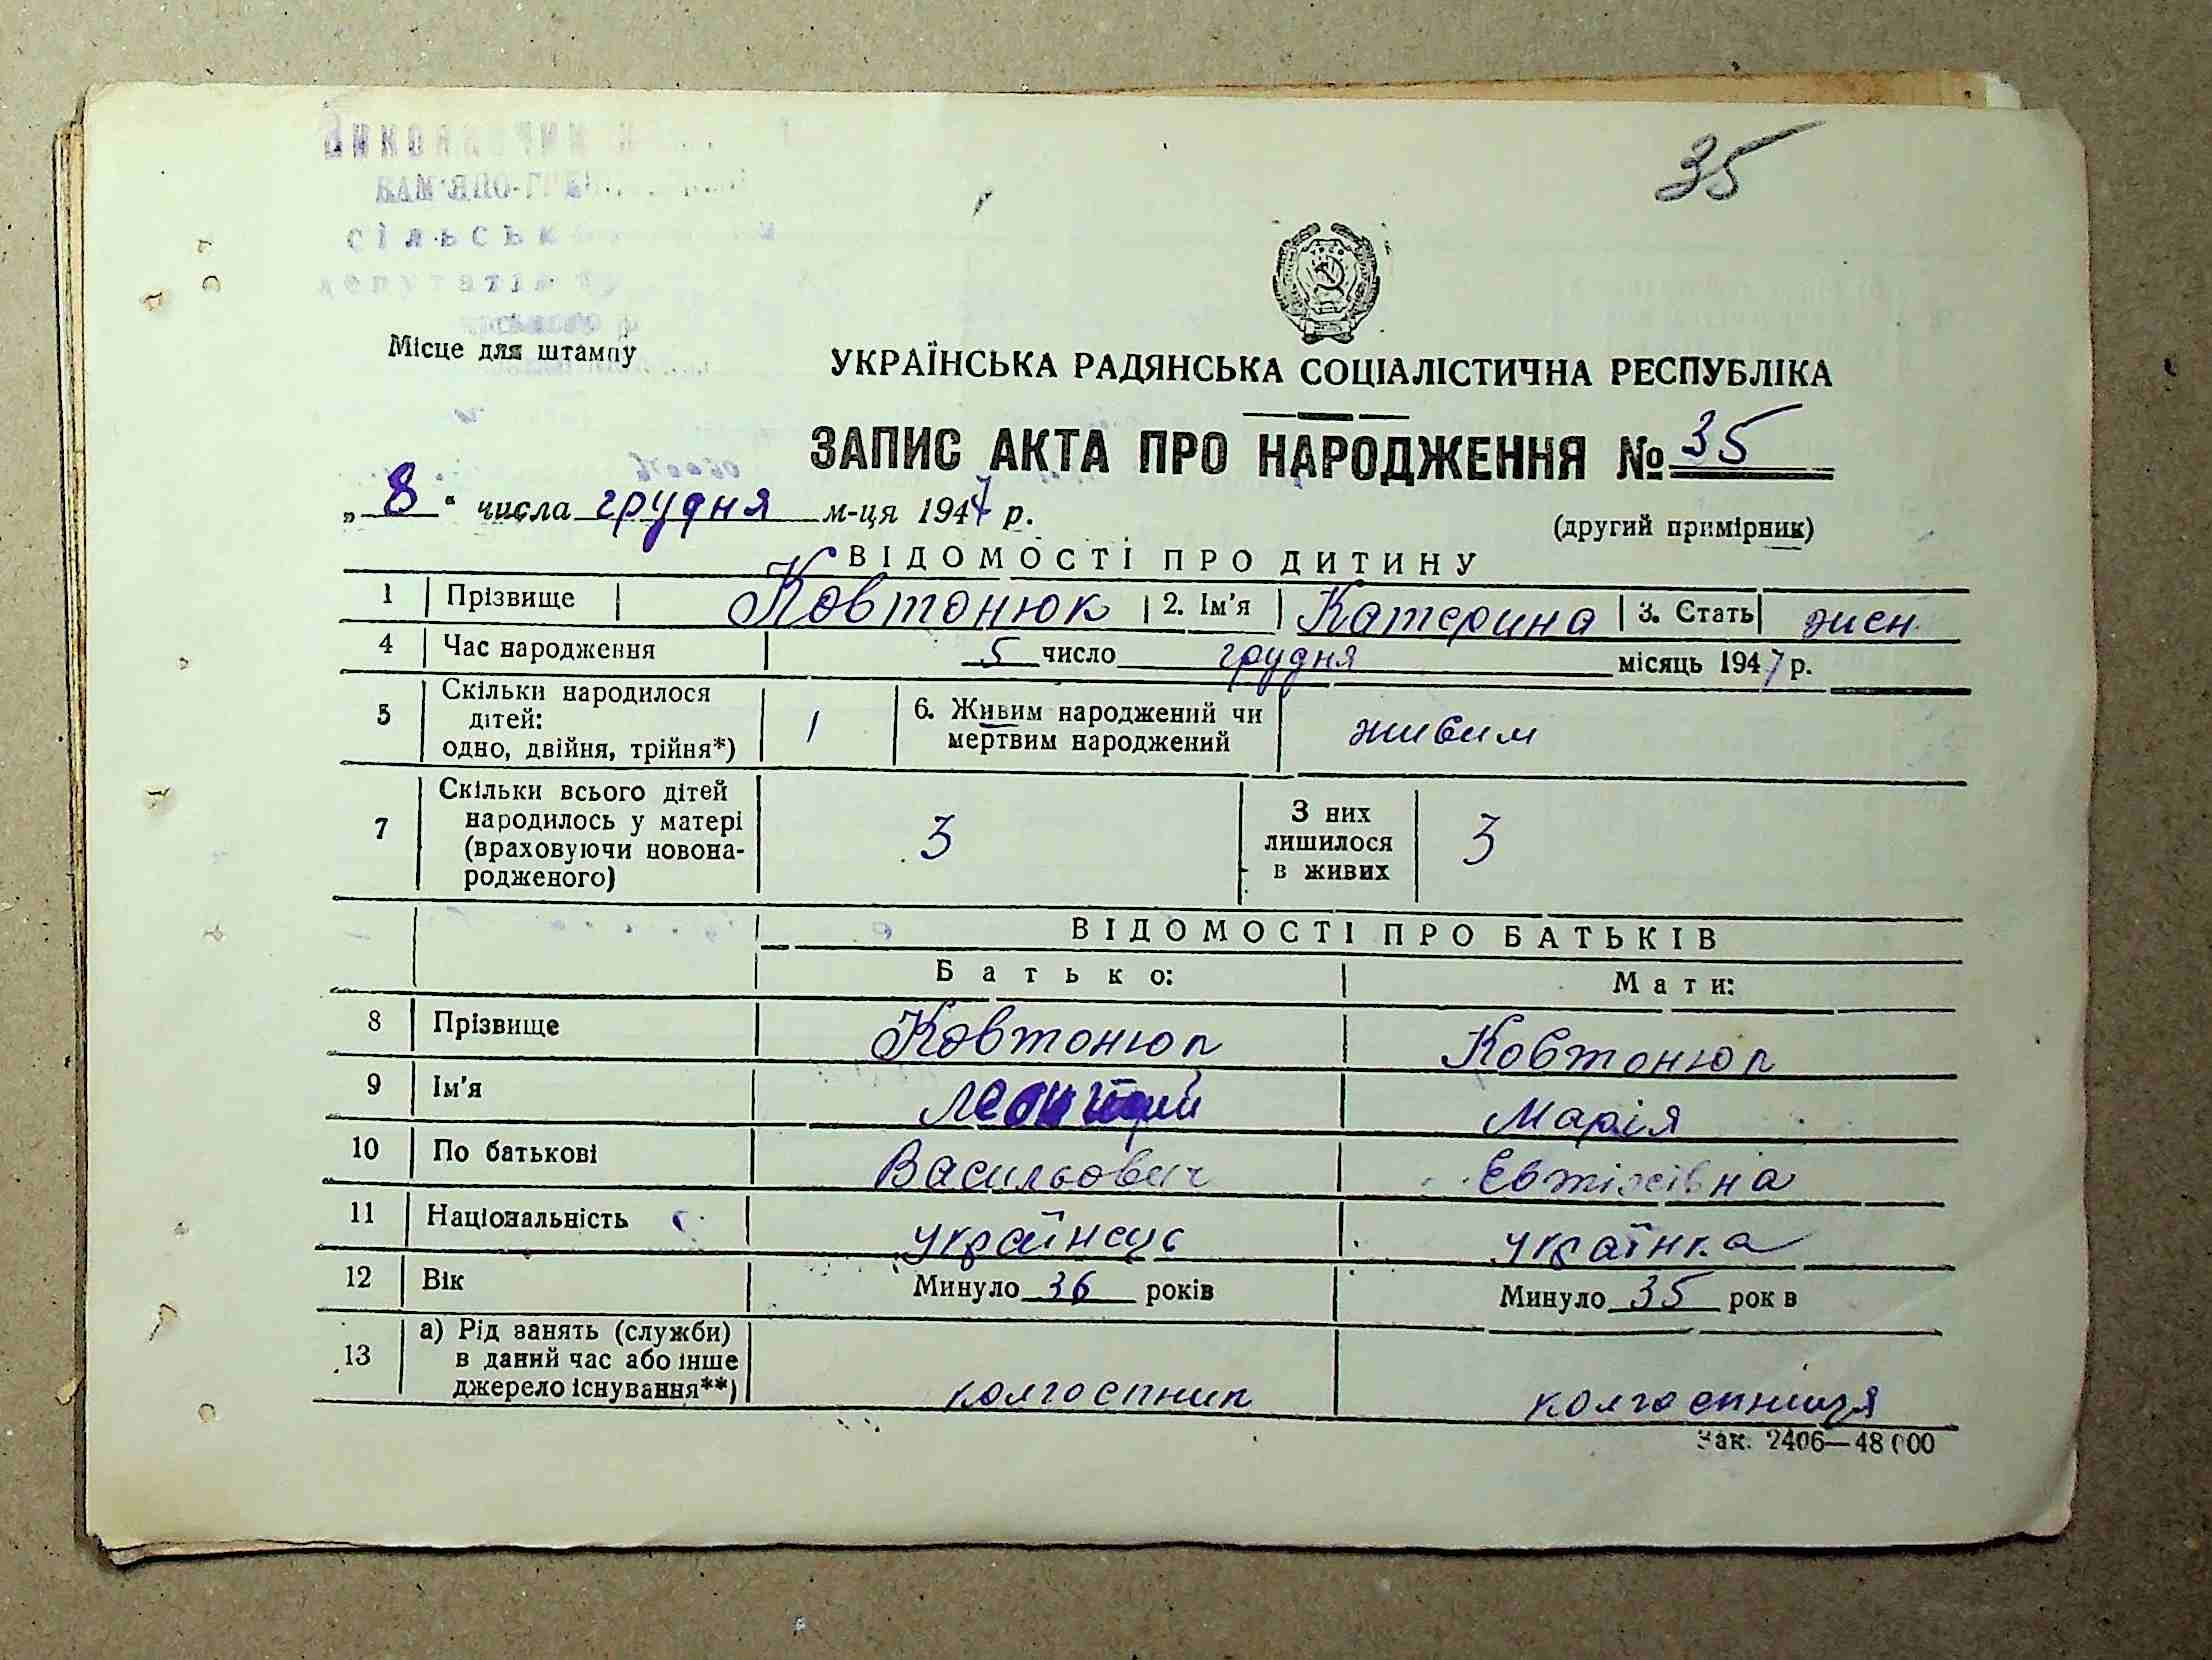 35
сільськ
Місце для штампу
УКРАЇНСЬКА РАДЯНСЬКА СОЦІАЛІСТИЧНА РЕСПУБЛІКА
ЗАПИС АКТА ПРО НАРОДЖЕННЯ № 35
„8“ числа грудня м-ця 1947 р.
(другий примірник)
ВІДОМОСТІ ПРО ДИТИНУ
1 Прізвище Ковтонюк 2. Ім'я Катерина 3. Стать жен.
4 Час народження 5 число грудня місяць 1947 р.
5 Скільки народилося дітей: одно, двійня, трійня*) 1 6. Живим народжений чи мертвим народжений живим
7 Скільки всього дітей народилось у матері (враховуючи новонародженого) 3 З них лишилося в живих 3
ВІДОМОСТІ ПРО БАТЬКІВ
Батько: Мати:
8 Прізвище Ковтонюк Ковтонюк
9 Ім'я Марія
10 По батькові Васильович Євтіхівна
11 Національність українець українка
12 Вік Минуло 36 років Минуло 35 рок в
13 а) Рід занять (служби) в даний час або інше джерело існування**) колгоспник колгоспниця
Зак. 2406—48000